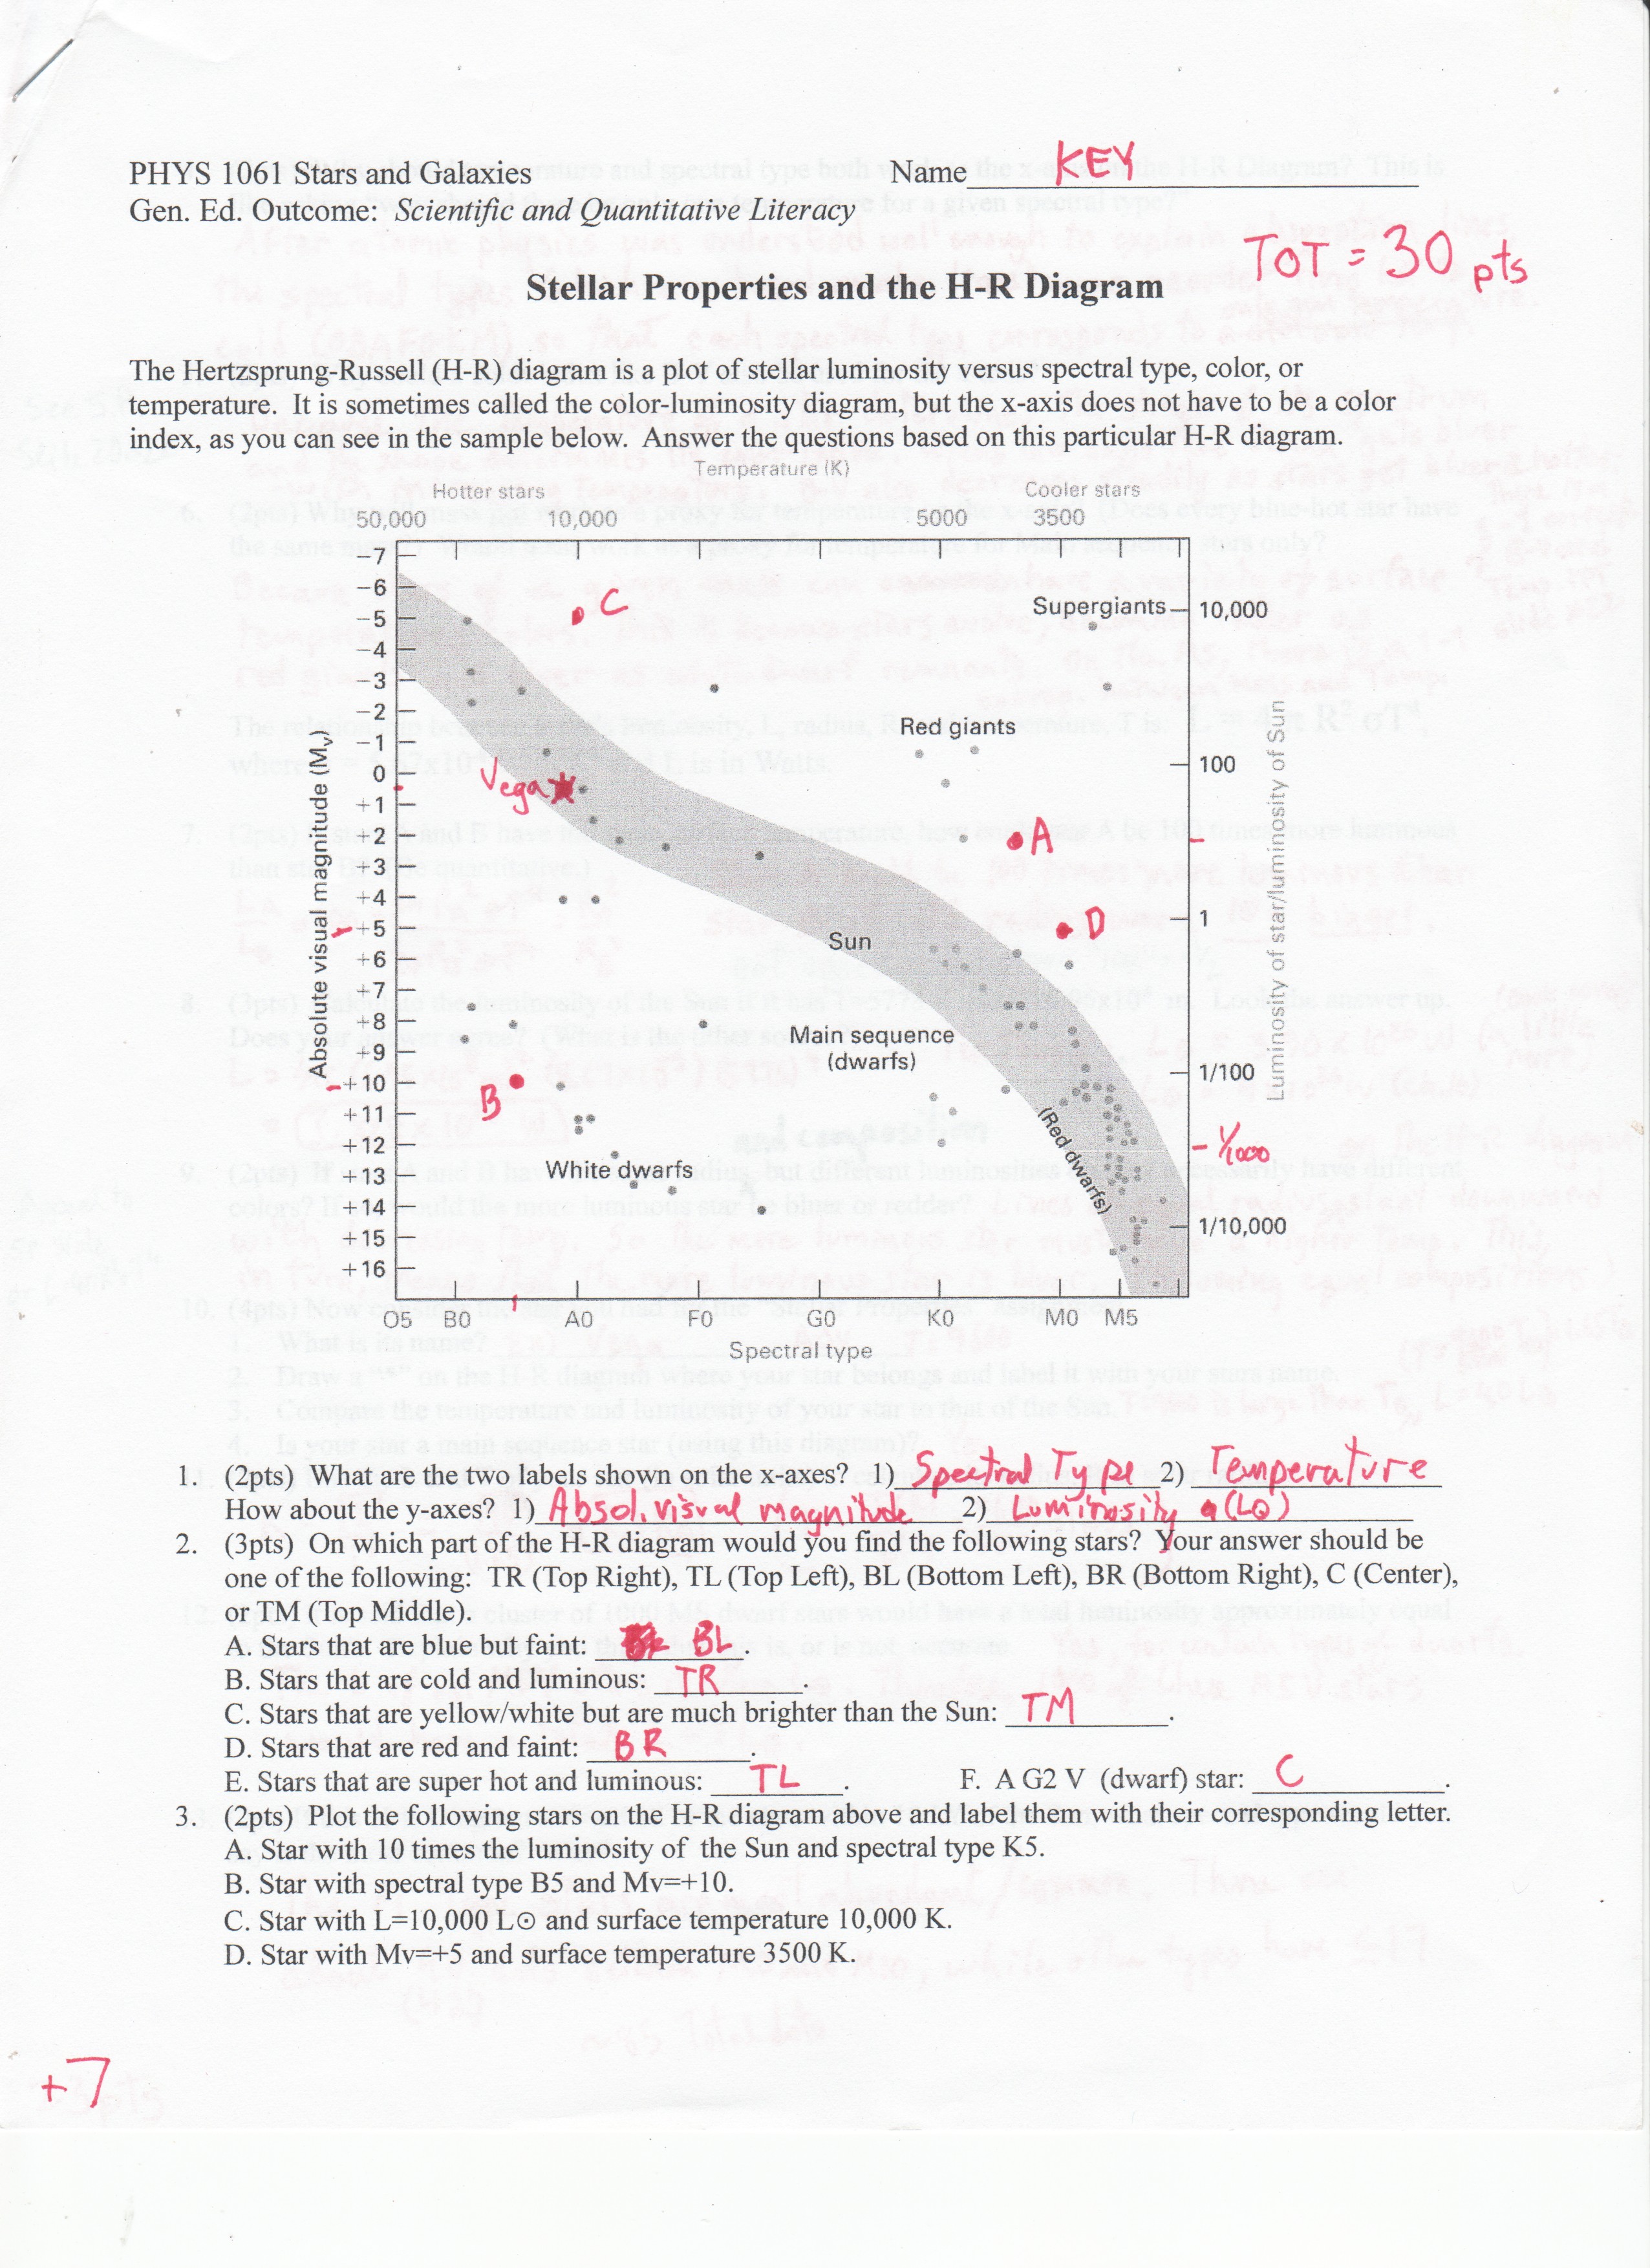 PHYS 1061 Stars and Galaxies Name KEY
Gen. Ed. Outcome: Scientific and Quantitative Literacy
TOT = 30 pts
Stellar Properties and the H-R Diagram
The Hertzsprung-Russell (H-R) diagram is a plot of stellar luminosity versus spectral type, color, or
temperature. It is sometimes called the color-luminosity diagram, but the x-axis does not have to be a color
index, as you can see in the sample below. Answer the questions based on this particular H-R diagram.
Temperature (K)
Hotter stars Cooler stars
50,000 10,000 5000 3500
−7
−6
−5
−4
−3
−2
−1
0
+1
+2
+3
+4
+5
+6
+7
+8
+9
+10
+11
+12
+13
+14
+15
+16
Absolute visual magnitude (Mv)
C
Supergiants
Red giants
Vega
A
D
Sun
Main sequence
(dwarfs)
B
(Red dwarfs)
White dwarfs
10,000
100
1
1/100
1/1000
1/10,000
Luminosity of star/luminosity of Sun
O5 B0 A0 F0 G0 K0 M0 M5
Spectral type
1. (2pts) What are the two labels shown on the x-axes? 1) Spectral Type 2) Temperature
How about the y-axes? 1) Absol. visual magnitude 2) Luminosity (L⊙)
2. (3pts) On which part of the H-R diagram would you find the following stars? Your answer should be
one of the following: TR (Top Right), TL (Top Left), BL (Bottom Left), BR (Bottom Right), C (Center),
or TM (Top Middle).
A. Stars that are blue but faint: BL.
B. Stars that are cold and luminous: TR.
C. Stars that are yellow/white but are much brighter than the Sun: TM.
D. Stars that are red and faint: BR.
E. Stars that are super hot and luminous: TL. F. A G2 V (dwarf) star: C.
3. (2pts) Plot the following stars on the H-R diagram above and label them with their corresponding letter.
A. Star with 10 times the luminosity of the Sun and spectral type K5.
B. Star with spectral type B5 and Mv=+10.
C. Star with L=10,000 L⊙ and surface temperature 10,000 K.
D. Star with Mv=+5 and surface temperature 3500 K.
+7